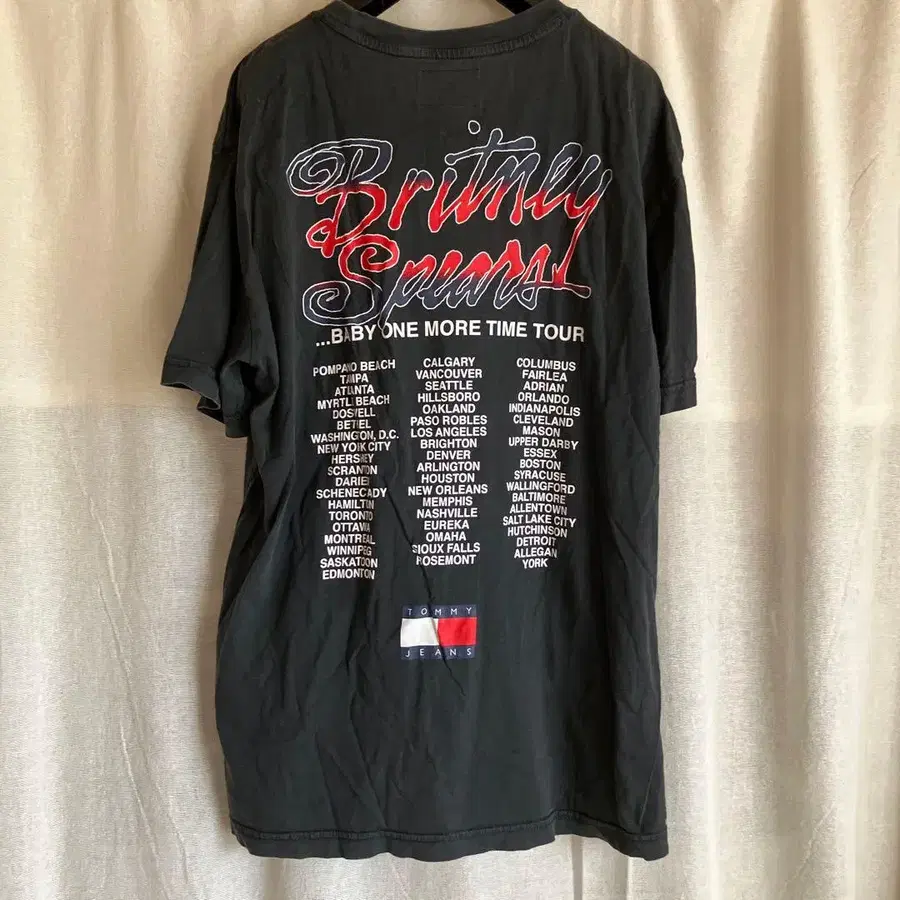 Britney
Spears
...BABY ONE MORE TIME TOUR
POMPANO BEACH
TAMPA
ATLANTA
MYRTLE BEACH
DOSWELL
BETHEL
WASHINGTON, D.C.
NEW YORK CITY
HERSHEY
SCRANTON
DARIEN
SCHENECADY
HAMILTON
TORONTO
OTTAWA
MONTREAL
WINNIPEG
SASKATOON
EDMONTON
CALGARY
VANCOUVER
SEATTLE
HILLSBORO
OAKLAND
PASO ROBLES
LOS ANGELES
BRIGHTON
DENVER
ARLINGTON
HOUSTON
NEW ORLEANS
MEMPHIS
NASHVILLE
EUREKA
OMAHA
SIOUX FALLS
ROSEMONT
COLUMBUS
FAIRLEA
ADRIAN
ORLANDO
INDIANAPOLIS
CLEVELAND
MASON
UPPER DARBY
ESSEX
BOSTON
SYRACUSE
WALLINGFORD
BALTIMORE
ALLENTOWN
SALT LAKE CITY
HUTCHINSON
DETROIT
ALLEGAN
YORK
TOMMY
JEANS